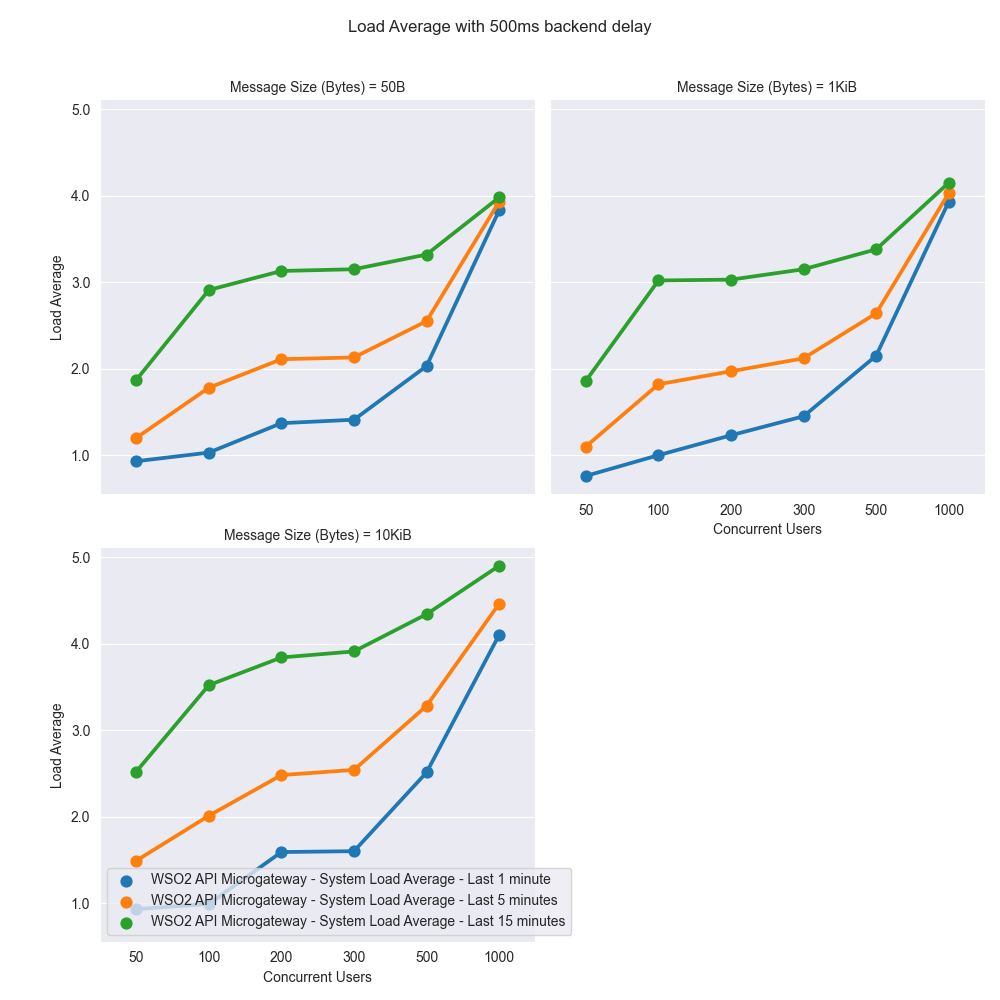 Load Average with 500ms backend delay
Message Size (Bytes) = 50B
Message Size (Bytes) = 1KiB
5.0
4.0
3.0
2.0
1.0
Load Average
50 100 200 300 500 1000
Concurrent Users
Message Size (Bytes) = 10KiB
5.0
4.0
3.0
2.0
1.0
Load Average
WSO2 API Microgateway - System Load Average - Last 1 minute
WSO2 API Microgateway - System Load Average - Last 5 minutes
WSO2 API Microgateway - System Load Average - Last 15 minutes
50 100 200 300 500 1000
Concurrent Users